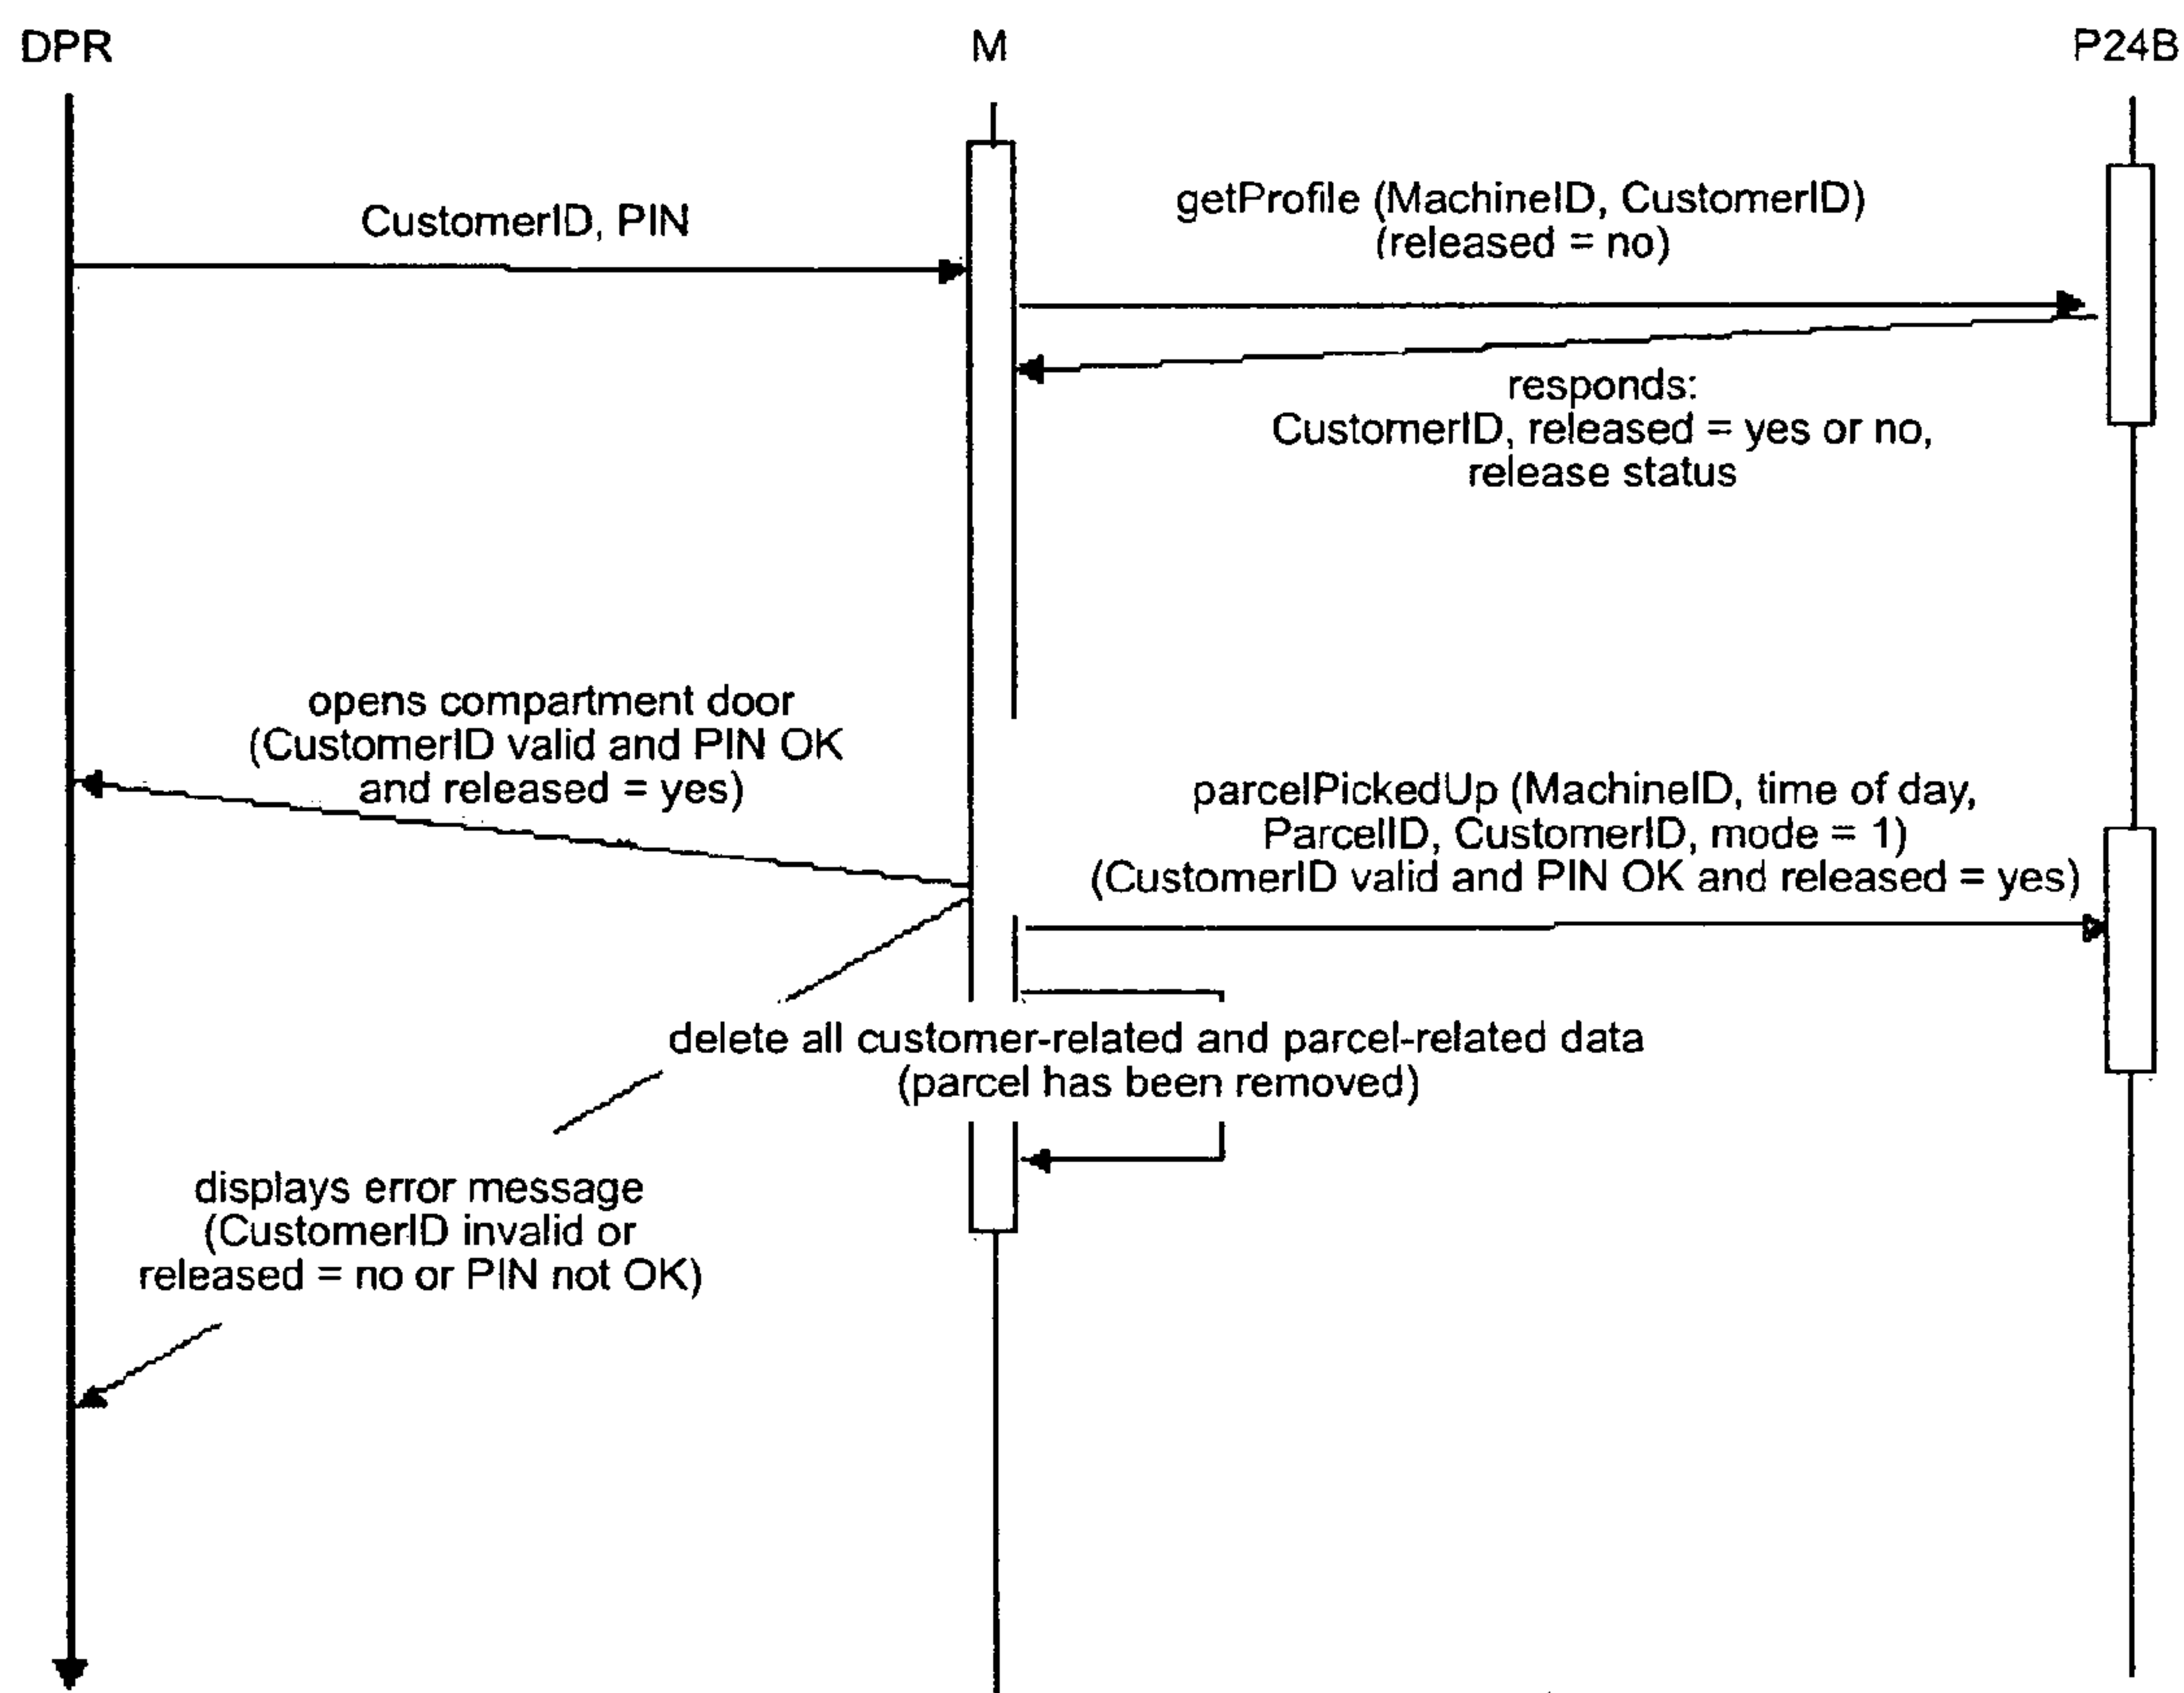 DPR
M
P24B
CustomerID, PIN
getProfile (MachineID, CustomerID)
(released = no)
responds:
CustomerID, released = yes or no,
release status
opens compartment door
(CustomerID valid and PIN OK
and released = yes)
parcelPickedUp (MachineID, time of day,
ParcelID, CustomerID, mode = 1)
(CustomerID valid and PIN OK and released = yes)
delete all customer-related and parcel-related data
(parcel has been removed)
displays error message
(CustomerID invalid or
released = no or PIN not OK)